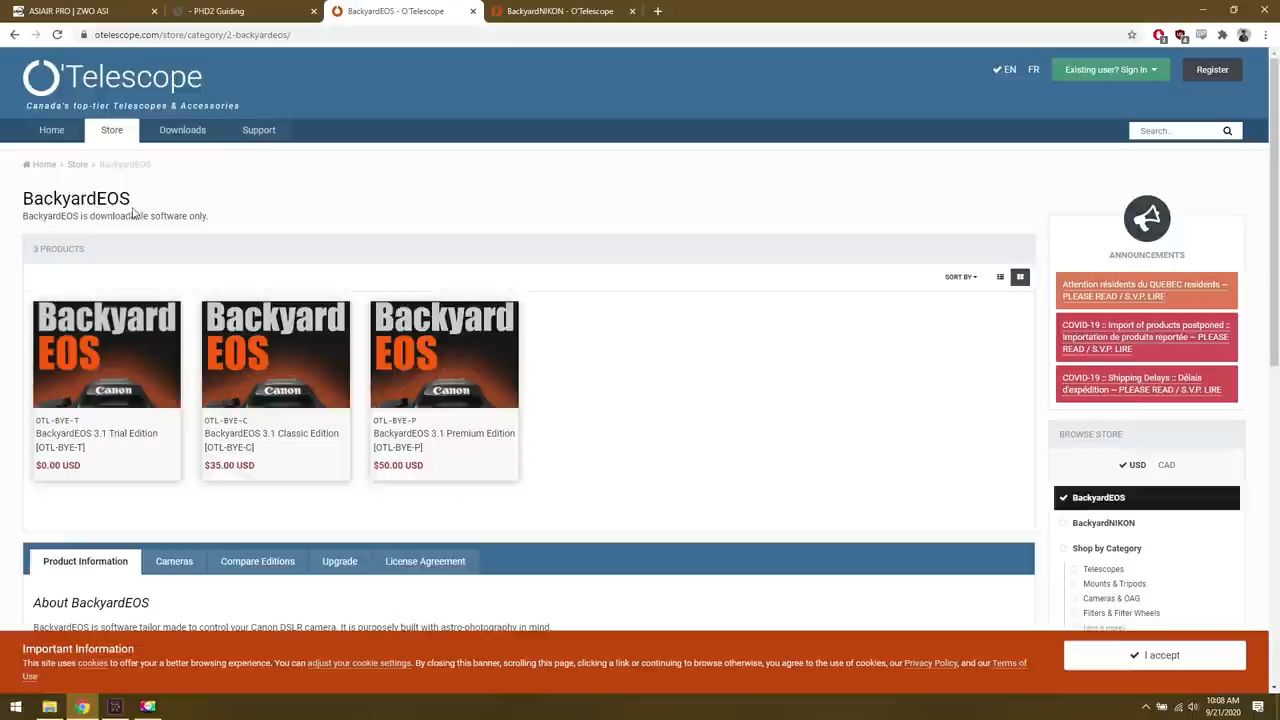 ASIAIR PRO | ZWO ASI
- PHD2 Guiding
BackyardEOS - O'Telescope
BackyardNIKON - O'Telescope
otelescope.com/store/category/2-backyardeos/
O'Telescope
Canada's top-tier Telescopes & Accessories
EN FR Existing user? Sign In Register
Home Store Downloads Support
Search...
Home > Store > BackyardEOS
BackyardEOS
BackyardEOS is downloadable software only.
3 PRODUCTS
SORT BY
Backyard EOS
Canon
OTL-BYE-T
BackyardEOS 3.1 Trial Edition
[OTL-BYE-T]
$0.00 USD
Backyard EOS
Canon
OTL-BYE-C
BackyardEOS 3.1 Classic Edition
[OTL-BYE-C]
$35.00 USD
Backyard EOS
Canon
OTL-BYE-P
BackyardEOS 3.1 Premium Edition
[OTL-BYE-P]
$50.00 USD
ANNOUNCEMENTS
Attention résidents du QUEBEC residents --
PLEASE READ / S.V.P. LIRE
COVID-19 :: Import of products postponed ::
Importation de produits reportée -- PLEASE
READ / S.V.P. LIRE
COVID-19 :: Shipping Delays :: Délais
d'expédition -- PLEASE READ / S.V.P. LIRE
BROWSE STORE
USD CAD
BackyardEOS
BackyardNIKON
Shop by Category
Telescopes
Mounts & Tripods
Cameras & OAG
Filters & Filter Wheels
Product Information Cameras Compare Editions Upgrade License Agreement
About BackyardEOS
BackyardEOS is software tailor made to control your Canon DSLR camera. It is purposely built with astro-photography in mind.
Important Information
This site uses cookies to offer your a better browsing experience. You can adjust your cookie settings. By closing this banner, scrolling this page, clicking a link or continuing to browse otherwise, you agree to the use of cookies, our Privacy Policy, and our Terms of
Use
I accept
10:08 AM
9/21/2020